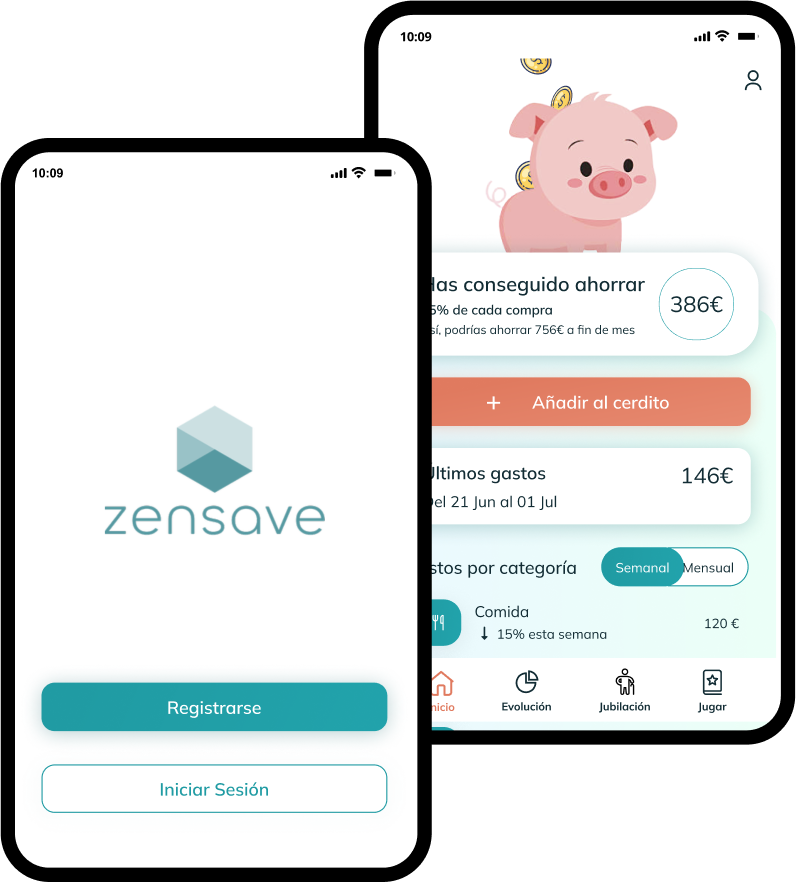 10:09
zensave
Registrarse
Iniciar Sesión
10:09
Has conseguido ahorrar
5% de cada compra
386€
sí, podrías ahorrar 756€ a fin de mes
+ Añadir al cerdito
Últimos gastos
146€
Del 21 Jun al 01 Jul
stos por categoría
Semanal
Mensual
Comida
15% esta semana
120 €
nicio
Evolución
Jubilación
Jugar